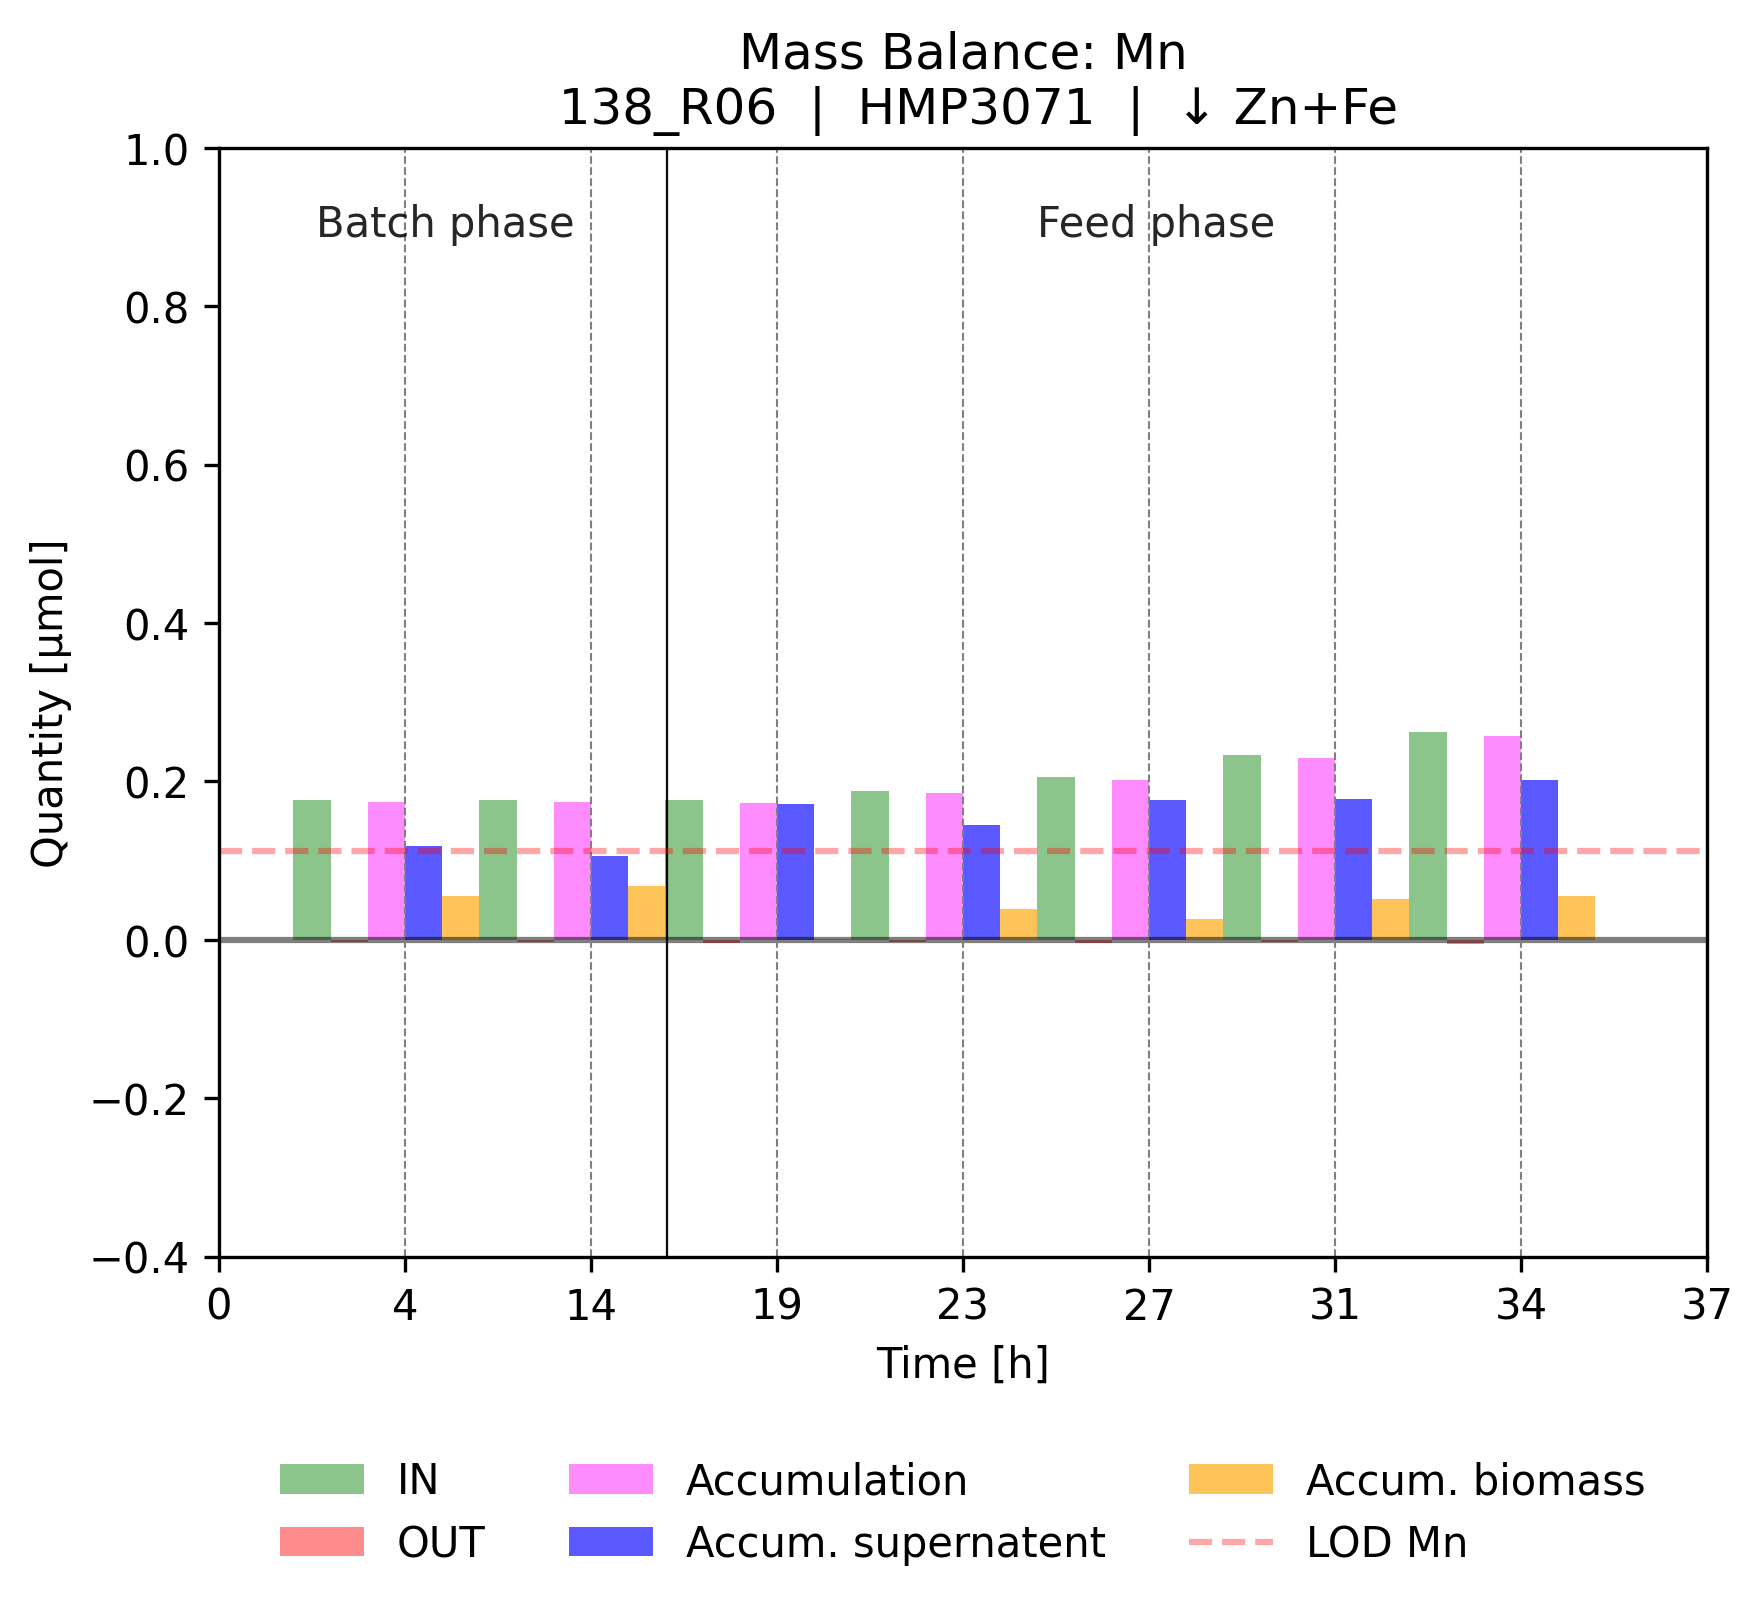 Mass Balance: Mn
138_R06 | HMP3071 | ↓ Zn+Fe
Batch phase
Feed phase
Quantity [µmol]
1.0
0.8
0.6
0.4
0.2
0.0
−0.2
−0.4
0 4 14 19 23 27 31 34 37
Time [h]
IN
OUT
Accumulation
Accum. supernatent
Accum. biomass
LOD Mn